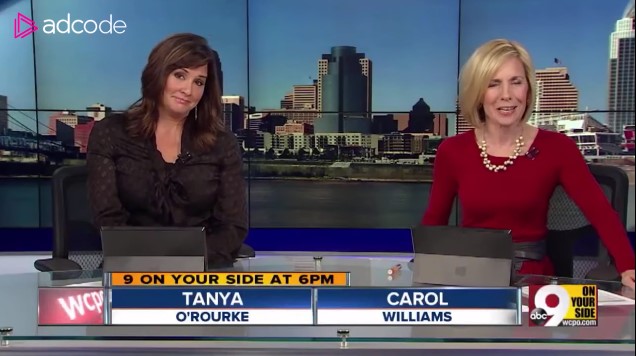 adcode
9 ON YOUR SIDE AT 6PM
wcpo
TANYA
O'ROURKE
CAROL
WILLIAMS
abc 9 ON YOUR SIDE
wcpo.com